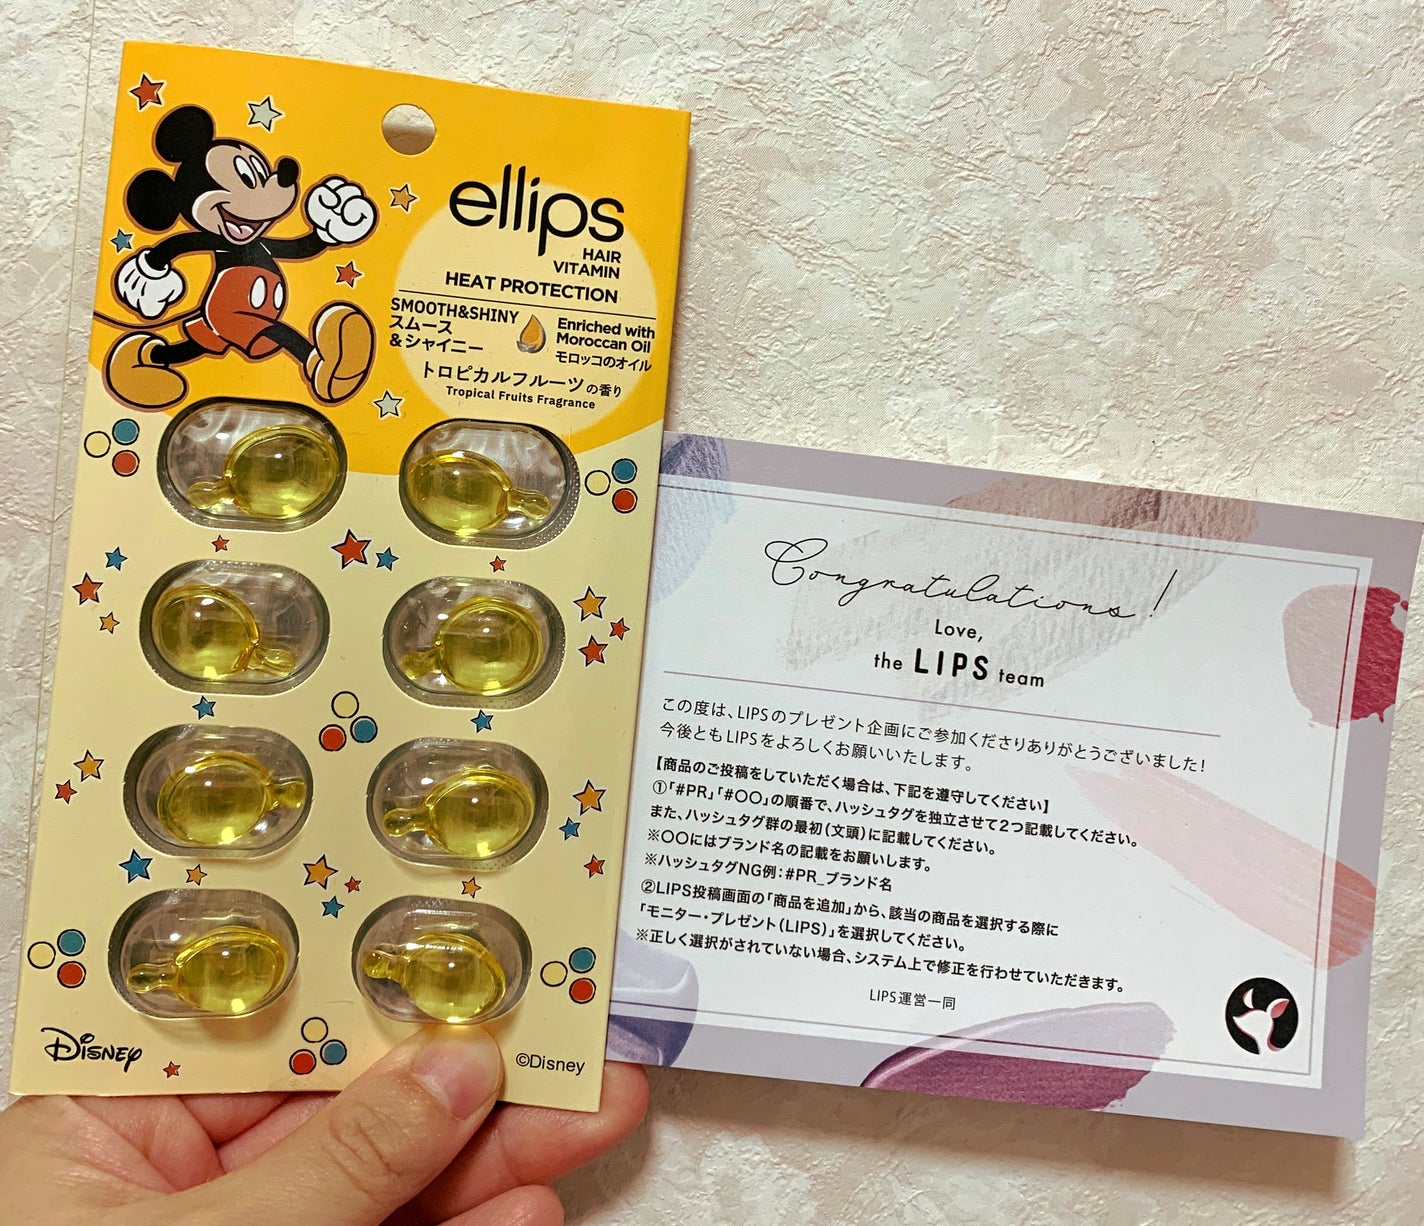 ellips
HAIR
VITAMIN
HEAT PROTECTION
SMOOTH&SHINY
スムース
&シャイニー
Enriched with
Moroccan Oil
モロッコのオイル
トロピカルフルーツの香り
Tropical Fruits Fragrance
Disney
©Disney
Congratulations!
Love,
the LIPS team
この度は、LIPSのプレゼント企画にご参加くださりありがとうございました!
今後ともLIPSをよろしくお願いいたします。
【商品のご投稿をしていただく場合は、下記を遵守してください】
①「#PR」「#〇〇」の順番で、ハッシュタグを独立させて2つ記載してください。
また、ハッシュタグ群の最初(文頭)に記載してください。
※〇〇にはブランド名の記載をお願いします。
※ハッシュタグNG例:#PR_ブランド名
②LIPS投稿画面の「商品を追加」から、該当の商品を選択する際に
「モニター・プレゼント(LIPS)」を選択してください。
※正しく選択がされていない場合、システム上で修正を行わせていただきます。
LIPS運営一同